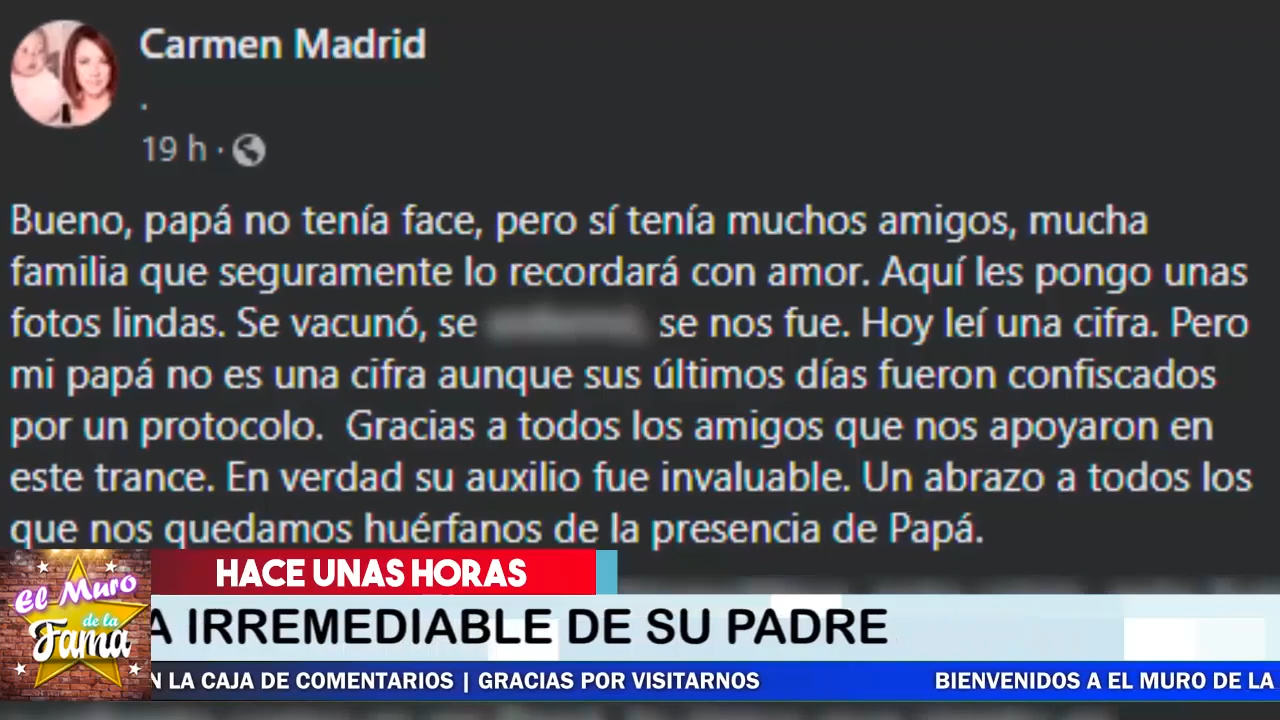 Carmen Madrid
.
19 h ·
Bueno, papá no tenía face, pero sí tenía muchos amigos, mucha
familia que seguramente lo recordará con amor. Aquí les pongo unas
fotos lindas. Se vacunó, se se nos fue. Hoy leí una cifra. Pero
mi papá no es una cifra aunque sus últimos días fueron confiscados
por un protocolo. Gracias a todos los amigos que nos apoyaron en
este trance. En verdad su auxilio fue invaluable. Un abrazo a todos los
que nos quedamos huérfanos de la presencia de Papá.
HACE UNAS HORAS
El Muro
de la
Fama
A IRREMEDIABLE DE SU PADRE
N LA CAJA DE COMENTARIOS | GRACIAS POR VISITARNOS BIENVENIDOS A EL MURO DE LA